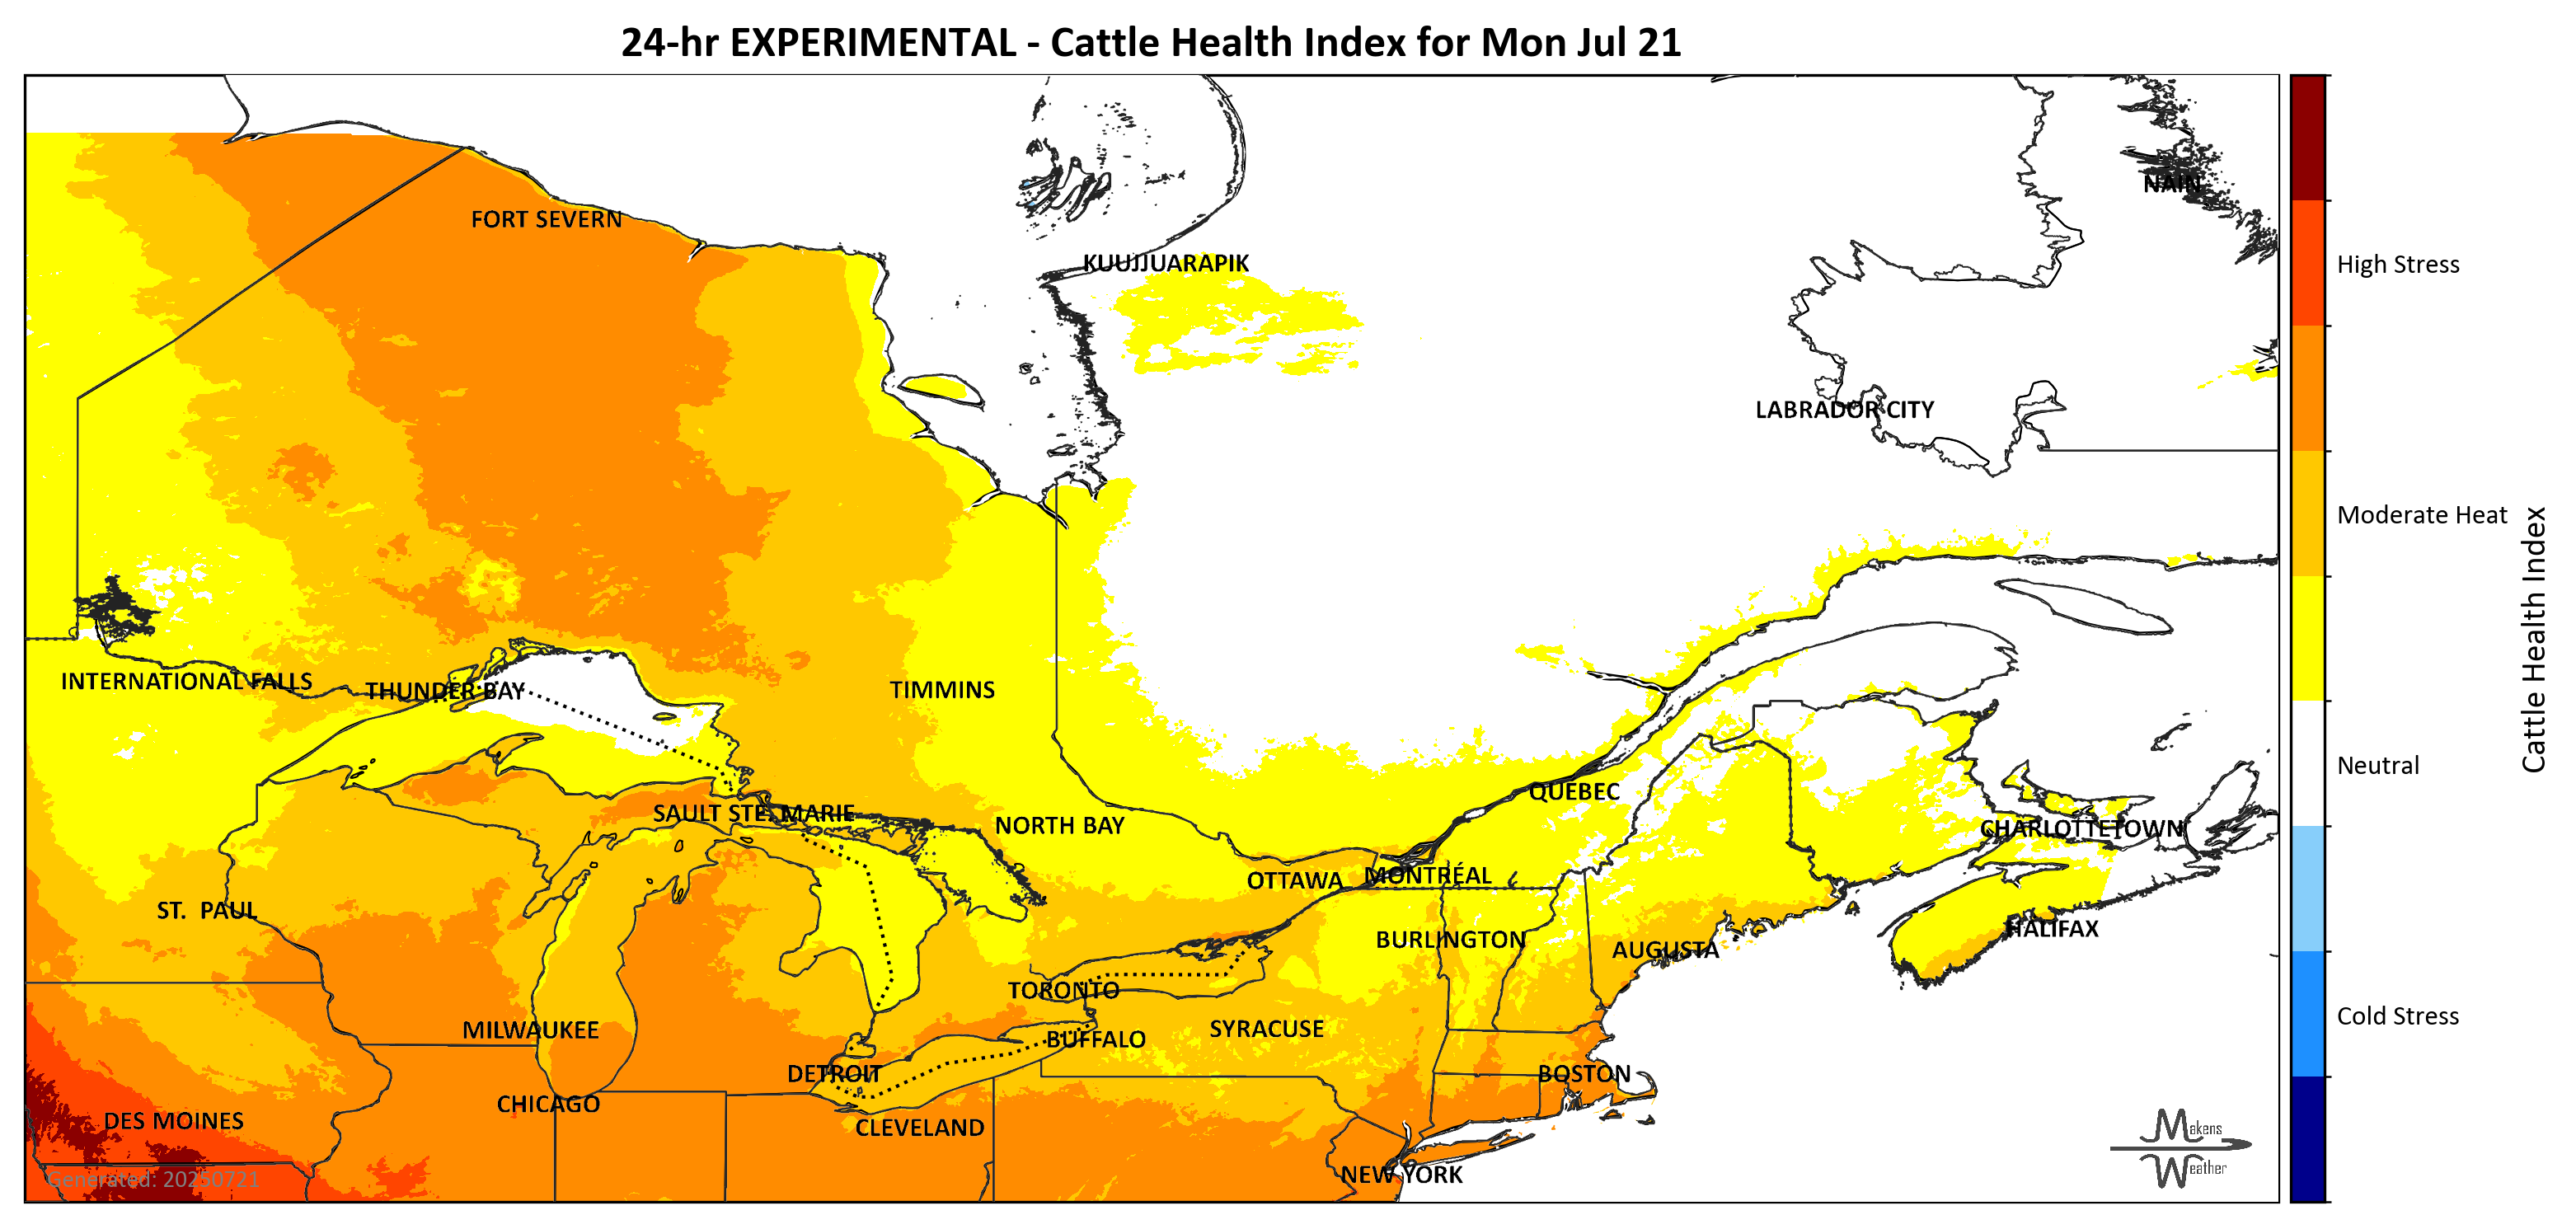 24-hr EXPERIMENTAL - Cattle Health Index for Mon Jul 21
NAIN
FORT SEVERN
KUUJJUARAPIK
High Stress
LABRADOR CITY
Moderate Heat
Cattle Health Index
INTERNATIONAL FALLS
THUNDER BAY
TIMMINS
Neutral
QUEBEC
SAULT STE. MARIE
NORTH BAY
CHARLOTTETOWN
OTTAWA
MONTRÉAL
ST. PAUL
HALIFAX
BURLINGTON
AUGUSTA
TORONTO
Cold Stress
MILWAUKEE
SYRACUSE
BUFFALO
DETROIT
BOSTON
CHICAGO
DES MOINES
CLEVELAND
Makens
Weather
NEW YORK
Generated: 20250721